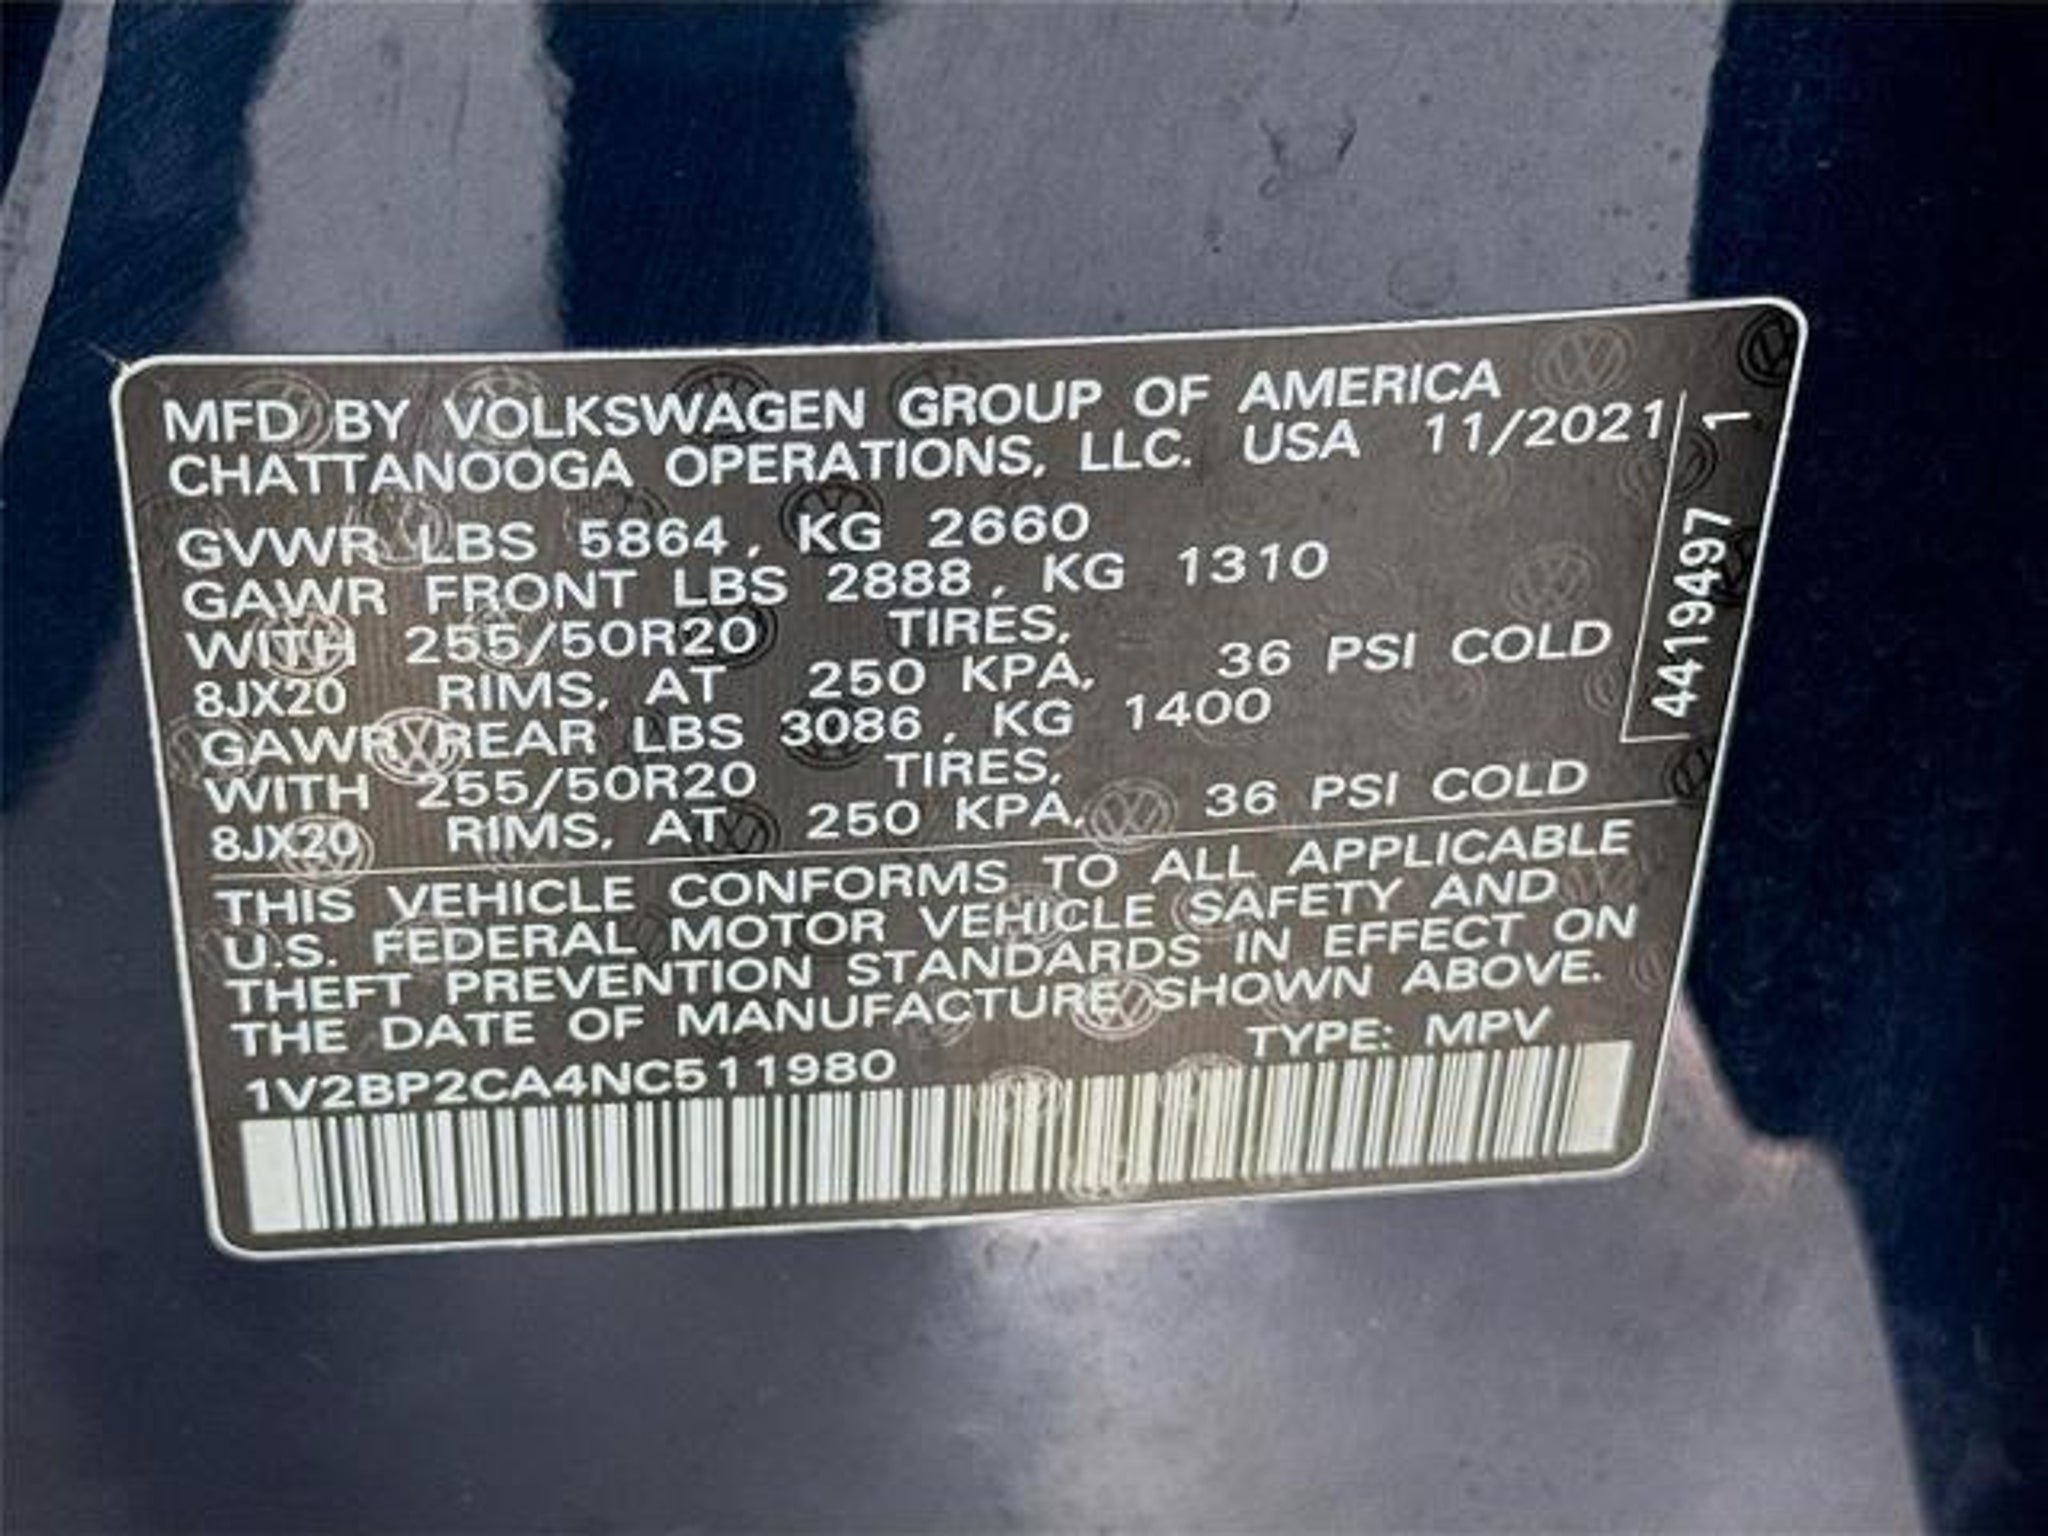 MFD BY VOLKSWAGEN GROUP OF AMERICA
CHATTANOOGA OPERATIONS, LLC. USA 11/2021
GVWR LBS 5864, KG 2660
GAWR FRONT LBS 2888, KG 1310
WITH 255/50R20 TIRES,
8JX20 RIMS, AT 250 KPA, 36 PSI COLD
GAWR REAR LBS 3086, KG 1400
WITH 255/50R20 TIRES,
8JX20 RIMS, AT 250 KPA, 36 PSI COLD
THIS VEHICLE CONFORMS TO ALL APPLICABLE
U.S. FEDERAL MOTOR VEHICLE SAFETY AND
THEFT PREVENTION STANDARDS IN EFFECT ON
THE DATE OF MANUFACTURE SHOWN ABOVE.
1V2BP2CA4NC511980 TYPE: MPV
4419497 1